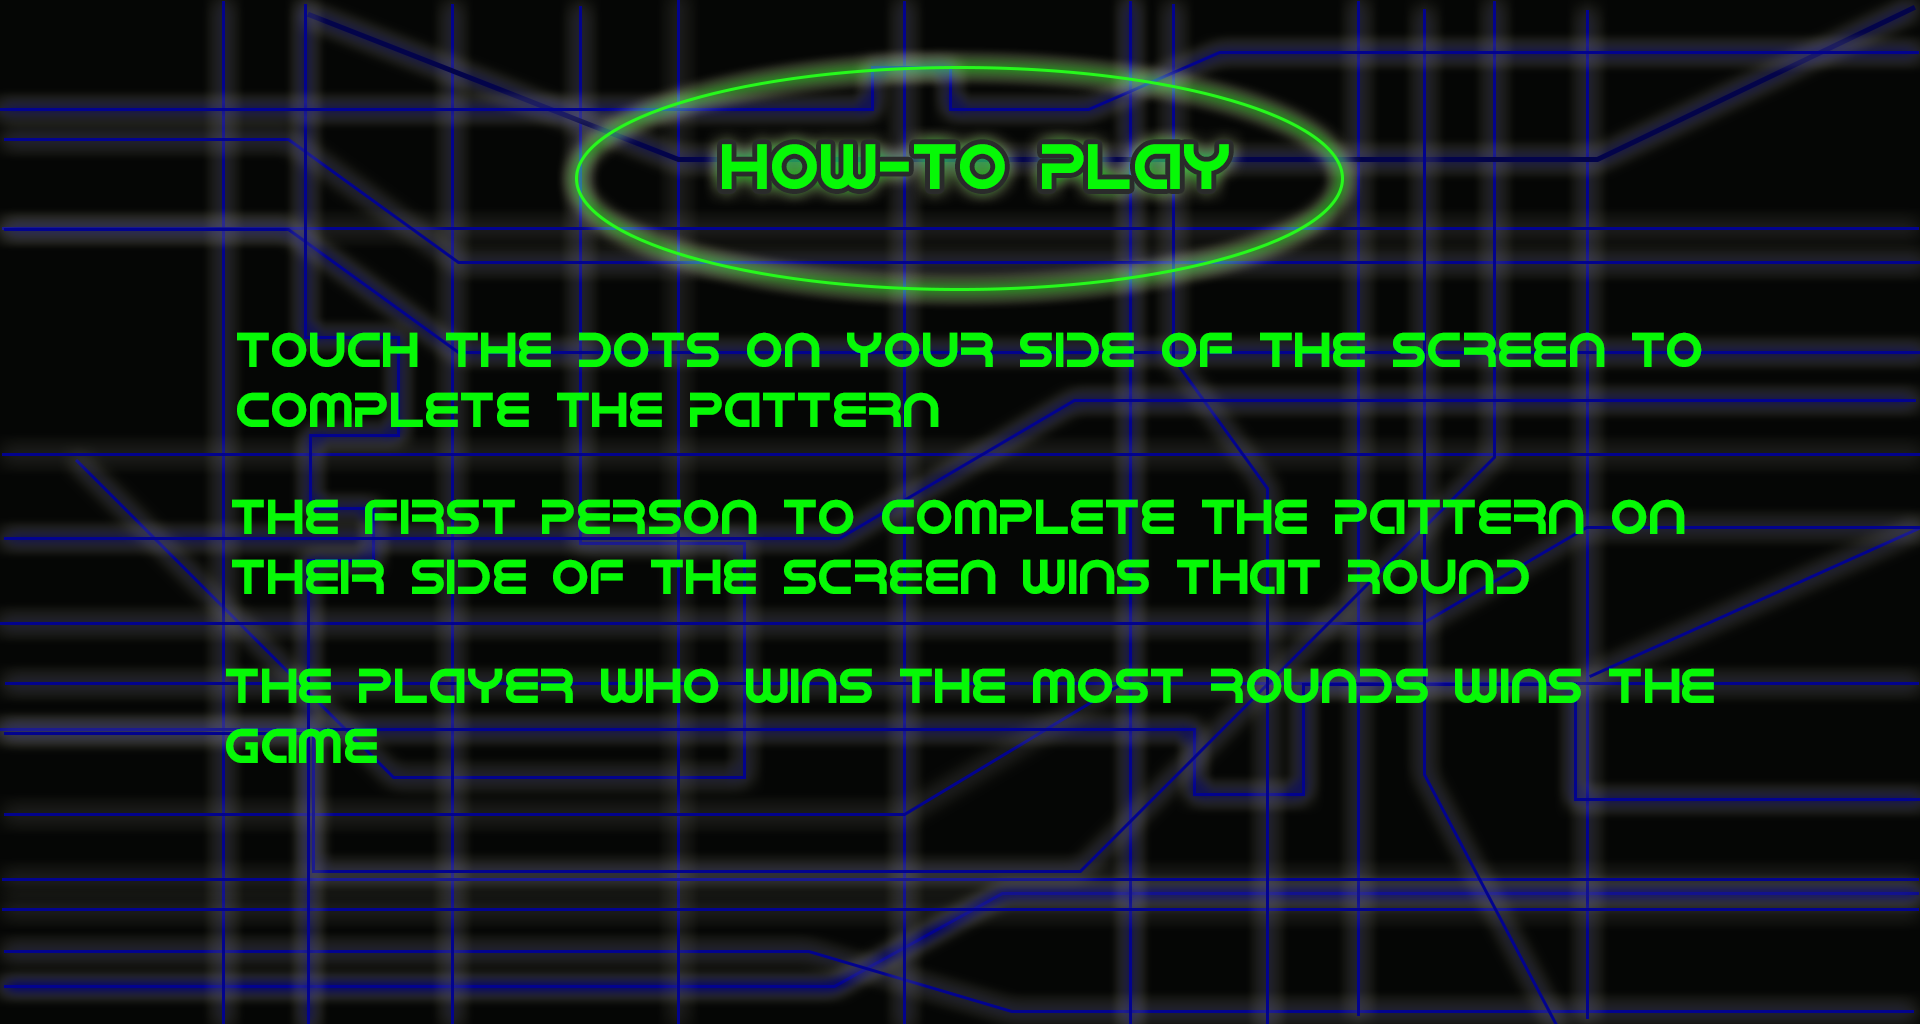 HOW-TO PLAY
TOUCH THE DOTS ON YOUR SIDE OF THE SCREEN TO
COMPLETE THE PATTERN
THE FIRST PERSON TO COMPLETE THE PATTERN ON
THEIR SIDE OF THE SCREEN WINS THAT ROUND
THE PLAYER WHO WINS THE MOST ROUNDS WINS THE
GAME